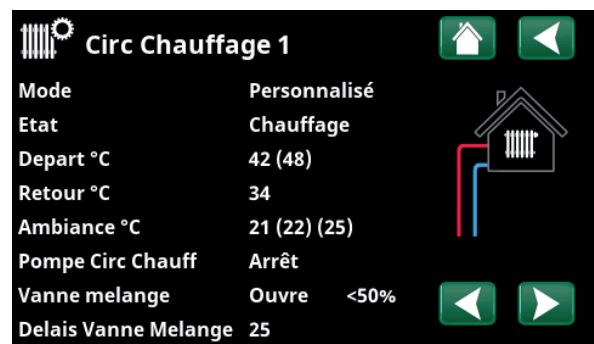 Circ Chauffage 1
Mode Personnalisé
Etat Chauffage
Depart °C 42 (48)
Retour °C 34
Ambiance °C 21 (22) (25)
Pompe Circ Chauff Arrêt
Vanne melange Ouvre <50%
Delais Vanne Melange 25